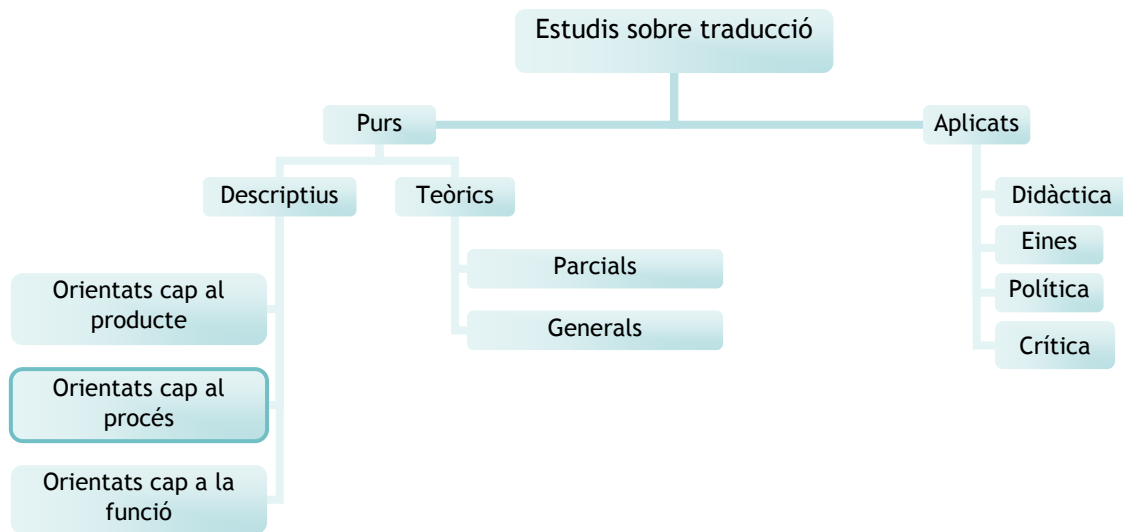 Estudis sobre traducció
Purs
Aplicats
Descriptius
Teòrics
Didàctica
Eines
Política
Crítica
Parcials
Generals
Orientats cap al
producte
Orientats cap al
procés
Orientats cap a la
funció